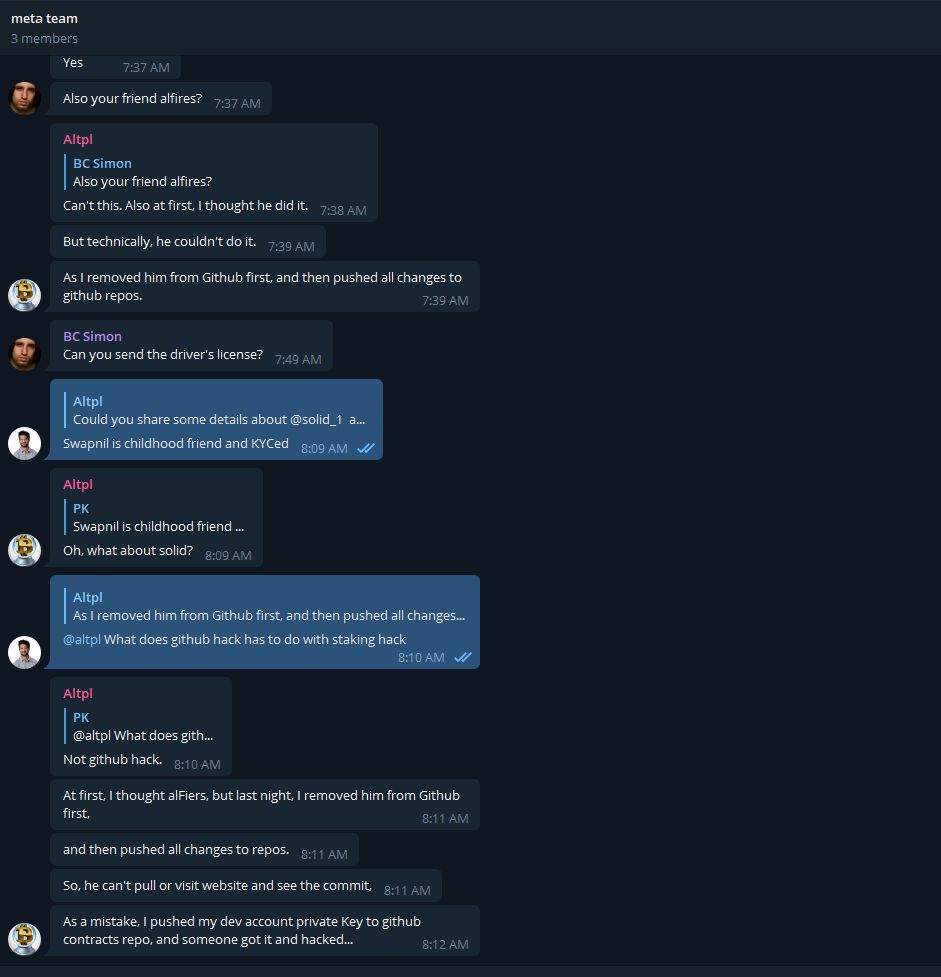 meta team
3 members
Yes 7:37 AM
Also your friend alfires? 7:37 AM
Altpl
BC Simon
Also your friend alfires?
Can't this. Also at first, I thought he did it. 7:38 AM
But technically, he couldn't do it. 7:39 AM
As I removed him from Github first, and then pushed all changes to
github repos. 7:39 AM
BC Simon
Can you send the driver's license? 7:49 AM
Altpl
Could you share some details about @solid_1 a...
Swapnil is childhood friend and KYCed 8:09 AM
Altpl
PK
Swapnil is childhood friend ...
Oh, what about solid? 8:09 AM
Altpl
As I removed him from Github first, and then pushed all changes...
@altpl What does github hack has to do with staking hack
8:10 AM
Altpl
PK
@altpl What does gith...
Not github hack. 8:10 AM
At first, I thought alFiers, but last night, I removed him from Github
first, 8:11 AM
and then pushed all changes to repos. 8:11 AM
So, he can't pull or visit website and see the commit, 8:11 AM
As a mistake, I pushed my dev account private Key to github
contracts repo, and someone got it and hacked... 8:12 AM